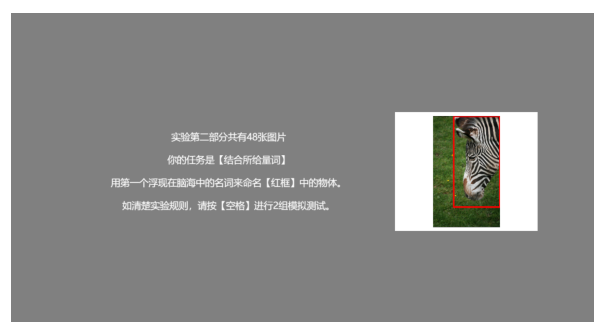 实验第二部分共有48张图片
你的任务是【结合所给量词】
用第一个浮现在脑海中的名词来命名【红框】中的物体。
如清楚实验规则，请按【空格】进行2组模拟测试。